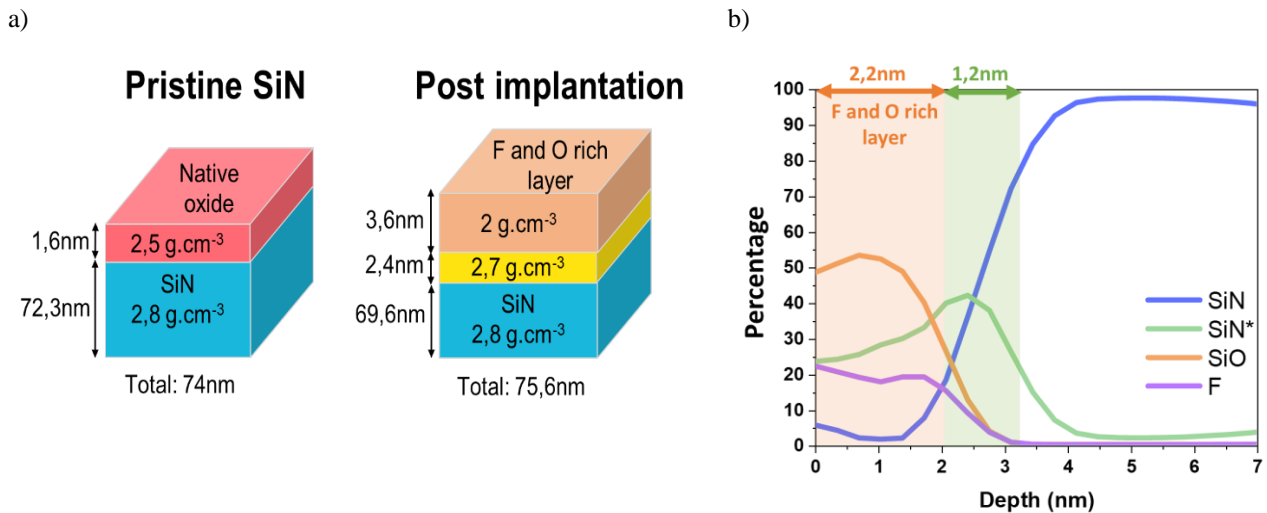 a)
Pristine SiN
Native
oxide
1,6nm
2,5 g.cm-3
72,3nm
SiN
2,8 g.cm-3
Total: 74nm
Post implantation
F and O rich
layer
3,6nm
2 g.cm-3
2,4nm
2,7 g.cm-3
69,6nm
SiN
2,8 g.cm-3
Total: 75,6nm
b)
2,2nm
1,2nm
F and O rich
layer
Percentage
100
90
80
70
60
50
40
30
20
10
0
SiN
SiN*
SiO
F
0 1 2 3 4 5 6 7
Depth (nm)